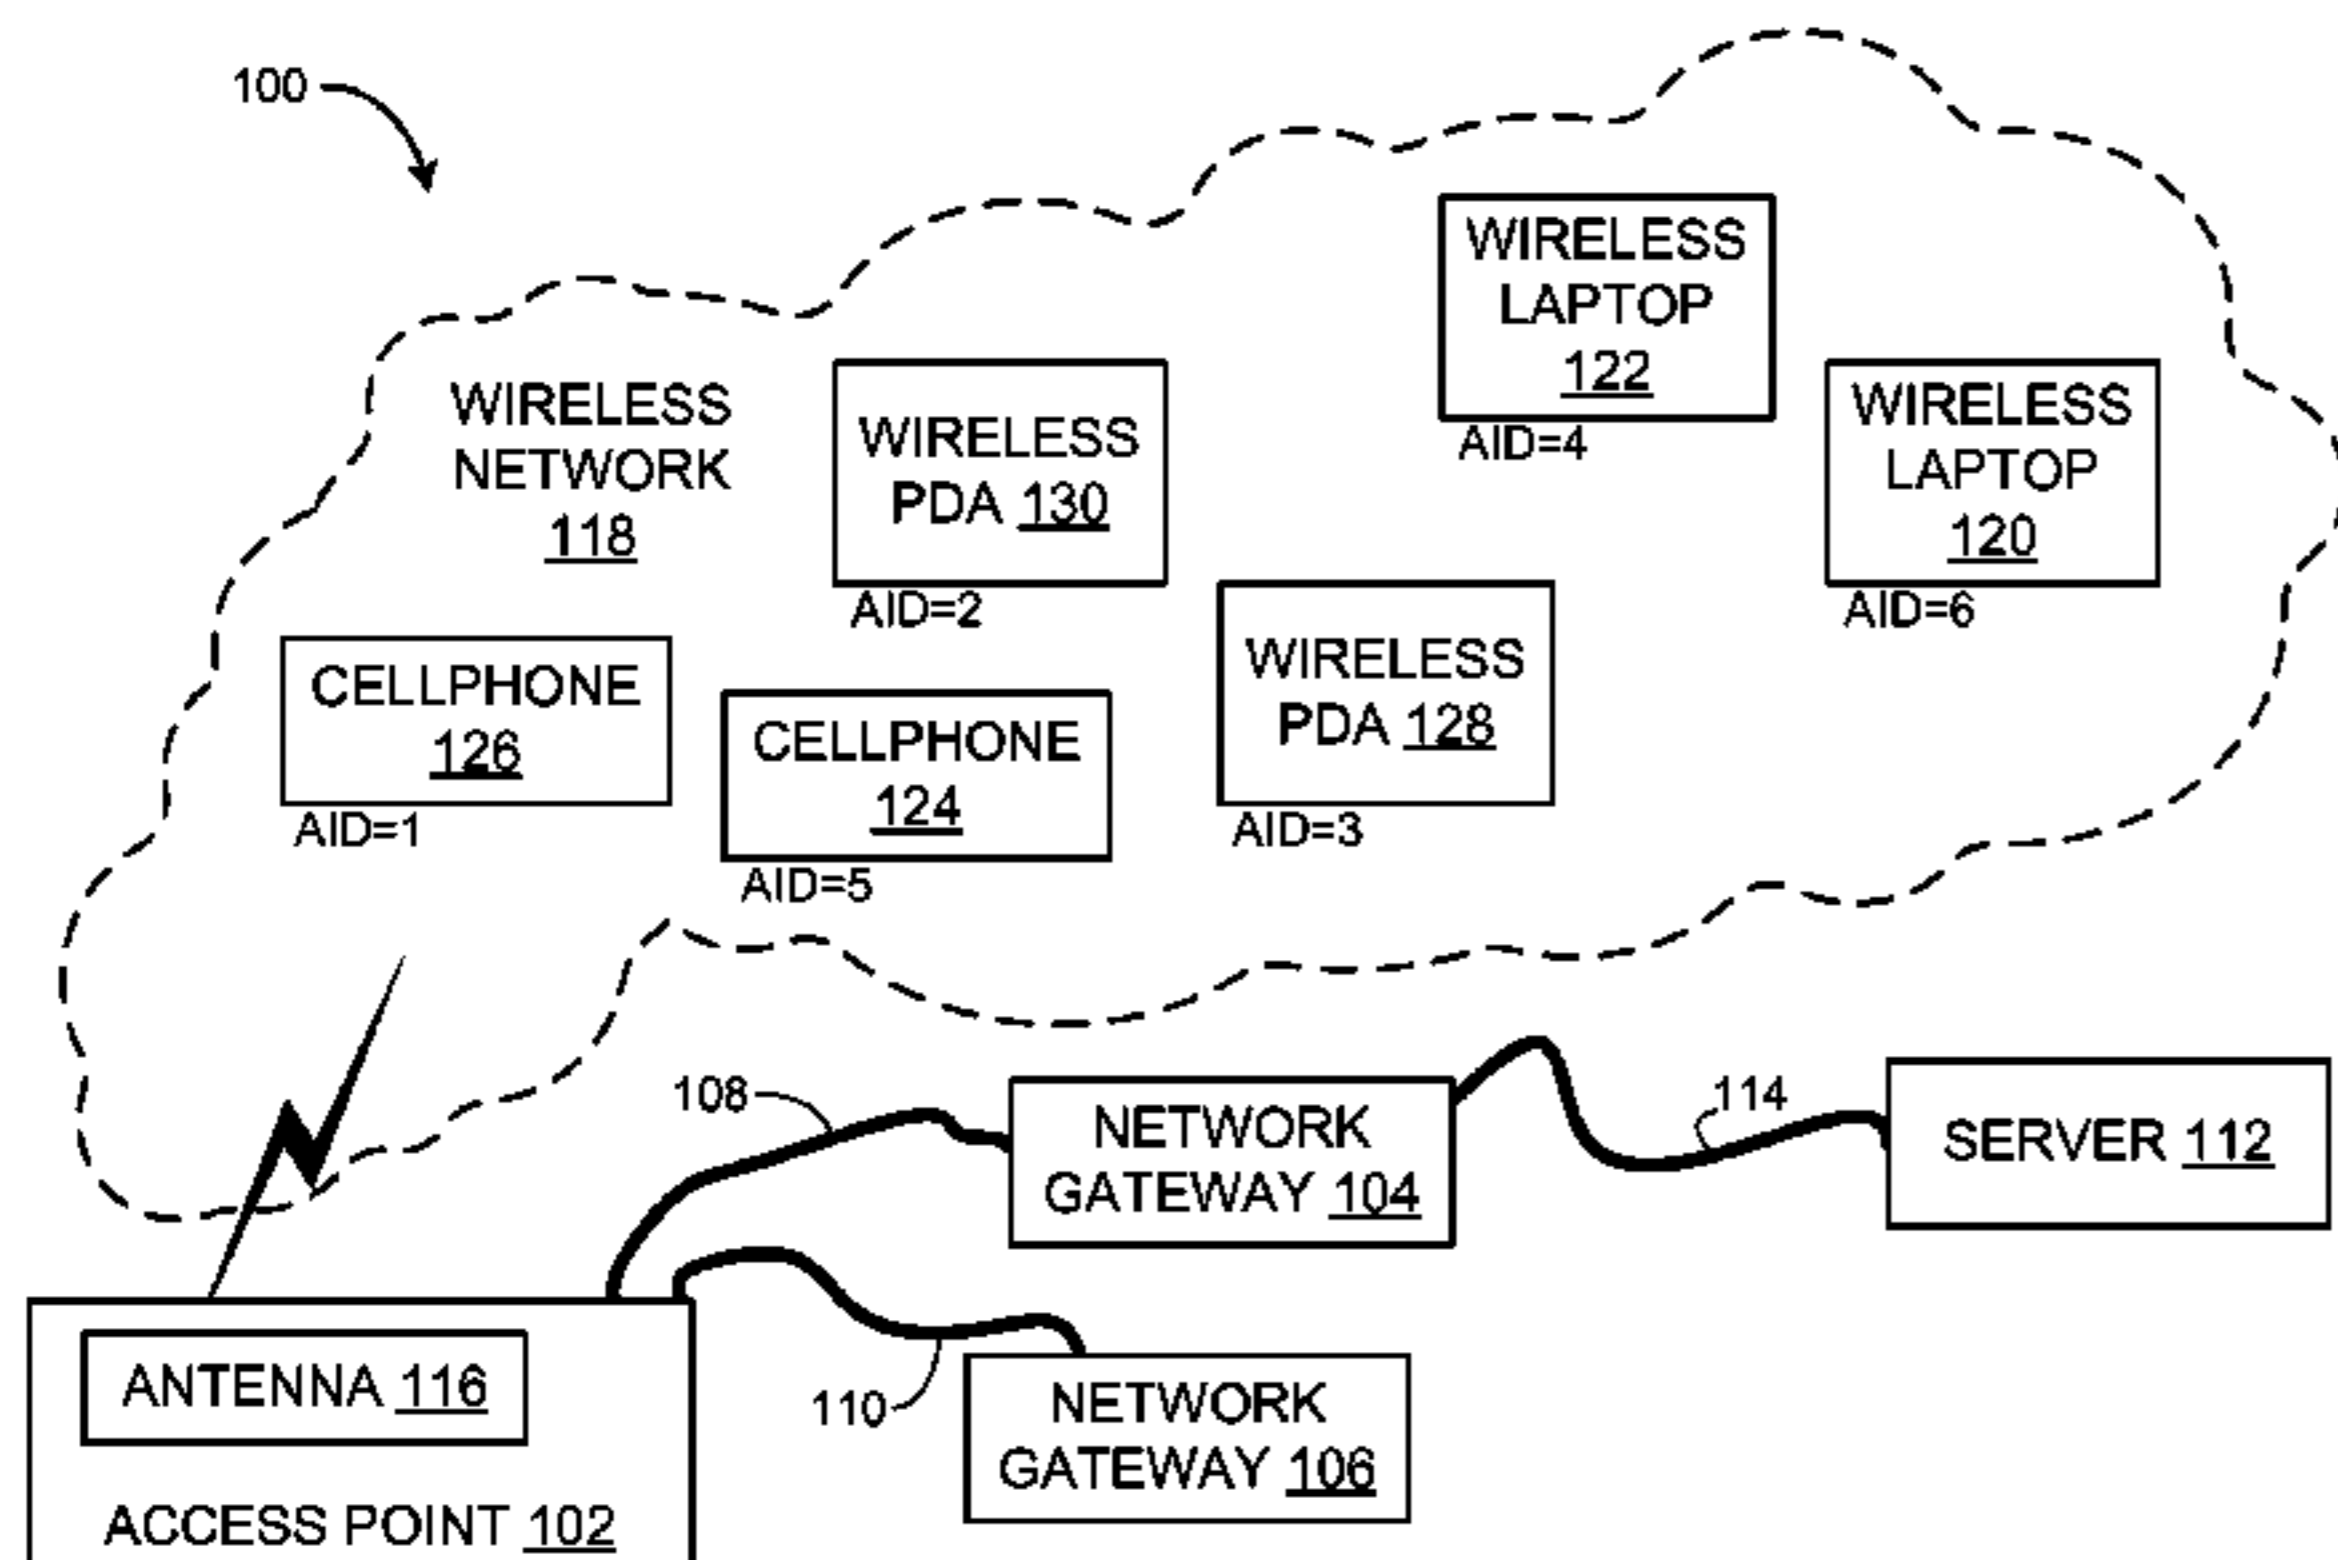 100
WIRELESS
LAPTOP
122
AID=4
WIRELESS
NETWORK
118
WIRELESS
PDA 130
AID=2
WIRELESS
LAPTOP
120
AID=6
CELLPHONE
126
AID=1
CELLPHONE
124
AID=5
WIRELESS
PDA 128
AID=3
108
NETWORK
GATEWAY 104
114
SERVER 112
ANTENNA 116
ACCESS POINT 102
110
NETWORK
GATEWAY 106